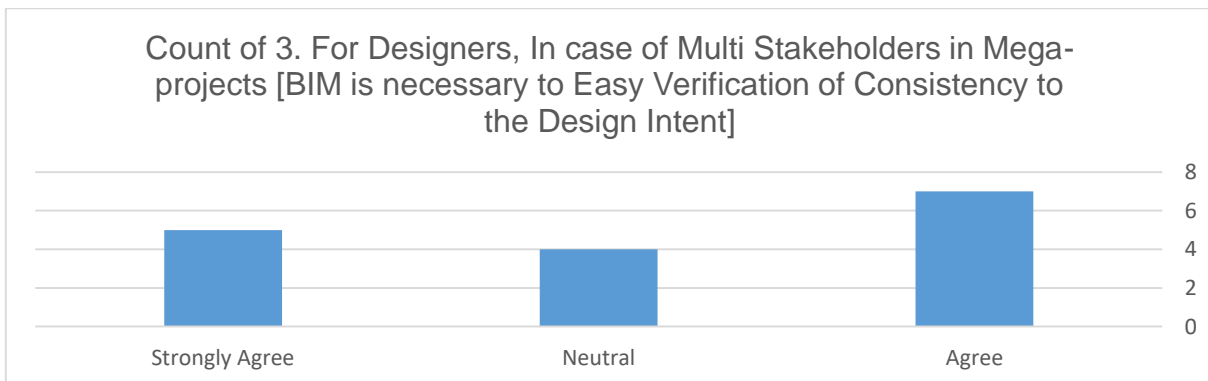 Count of 3. For Designers, In case of Multi Stakeholders in Mega-
projects [BIM is necessary to Easy Verification of Consistency to
the Design Intent]
8
6
4
2
0
Strongly Agree
Neutral
Agree